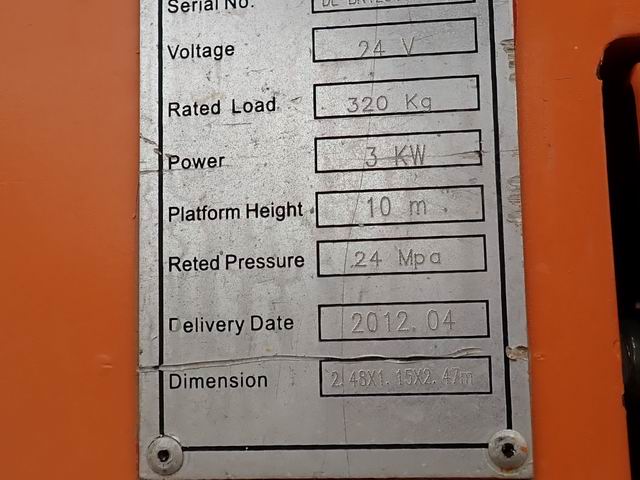 Serial No.
Voltage 24 V
Rated Load 320 Kg
Power 3 KW
Platform Height 10 m
Reted Pressure 24 Mpa
Delivery Date 2012.04
Dimension 2.48X1.15X2.47m